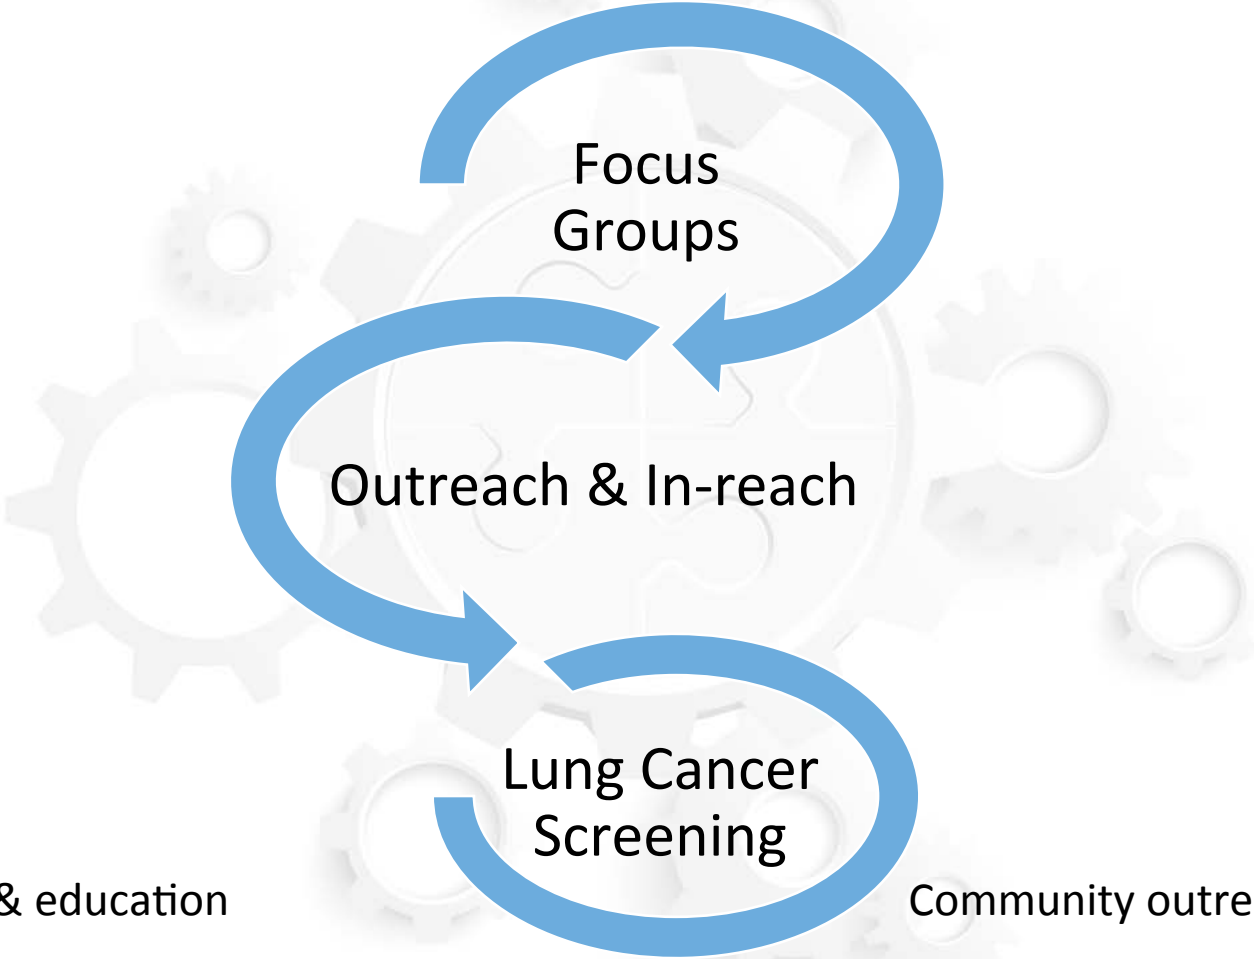 Focus
Groups
Outreach & In-reach
Lung Cancer
Screening
& education
Community outre